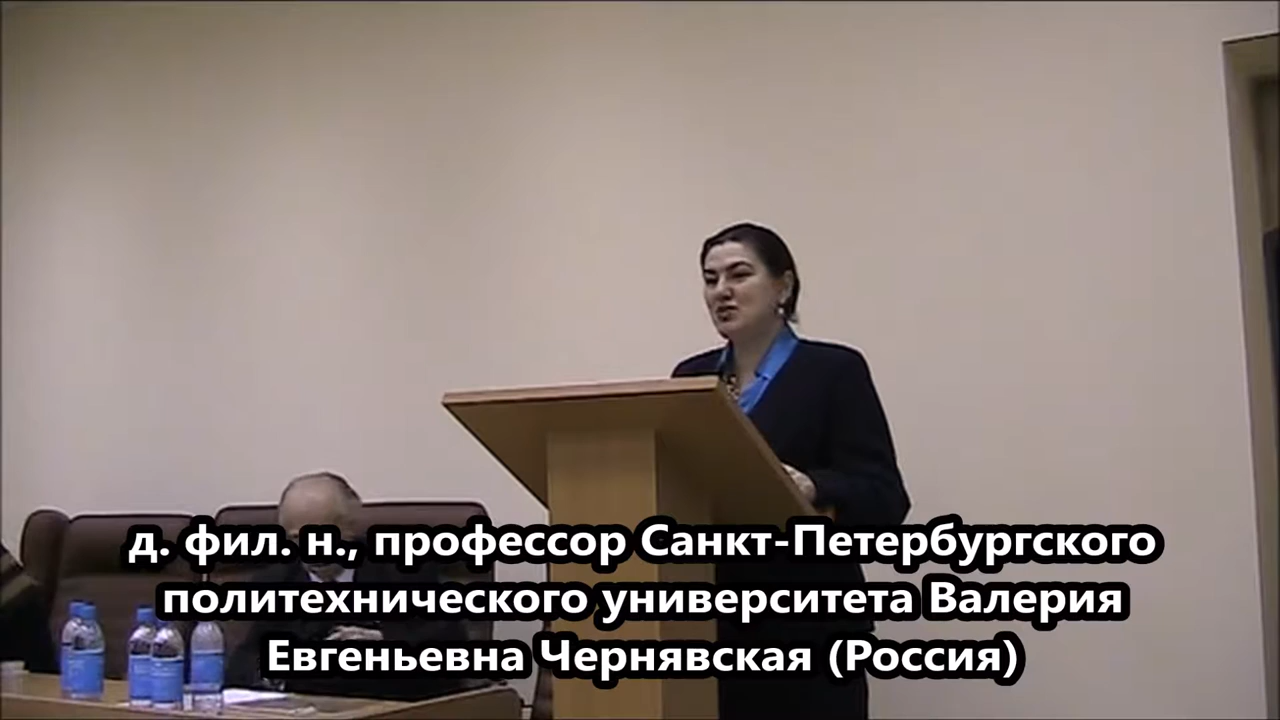 д. фил. н., профессор Санкт-Петербургского
политехнического университета Валерия
Евгеньевна Чернявская (Россия)